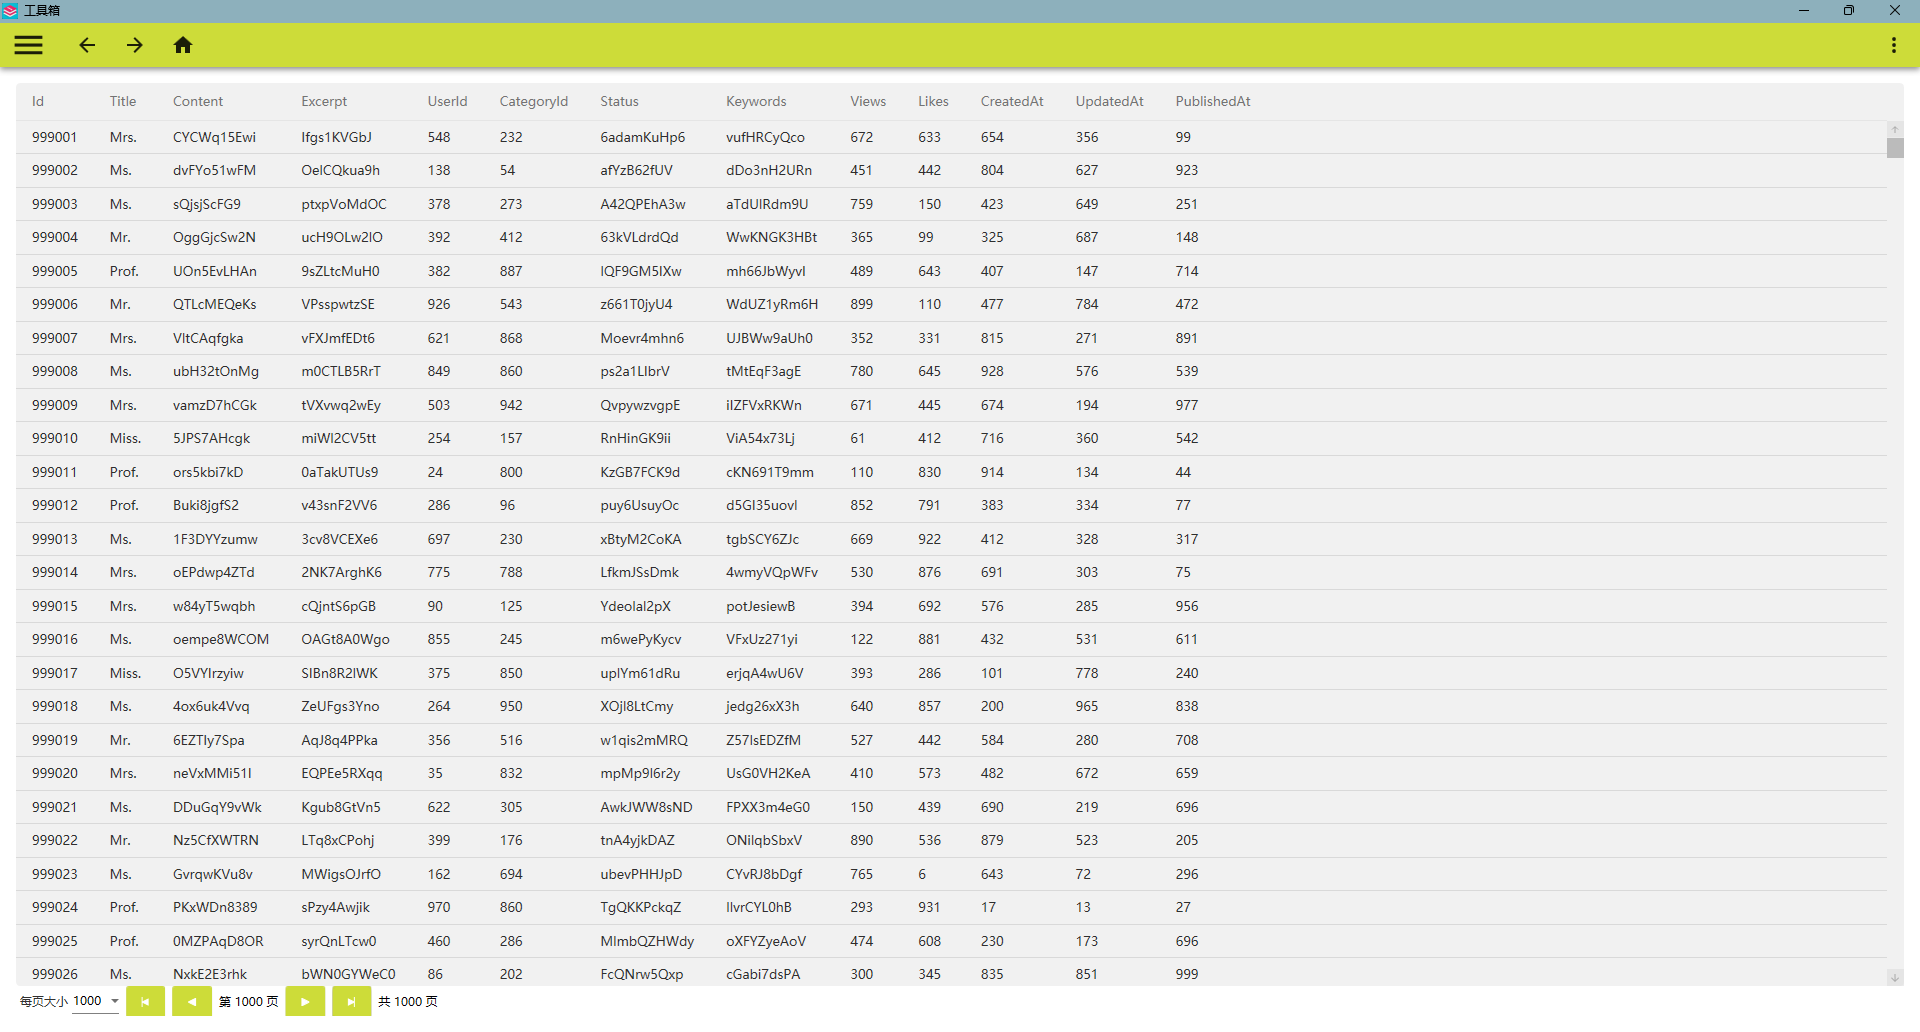 工具箱
Id Title Content Excerpt UserId CategoryId Status Keywords Views Likes CreatedAt UpdatedAt PublishedAt
999001 Mrs. CYCWq15Ewi Ifgs1KVGbJ 548 232 6adamKuHp6 vufHRCyQco 672 633 654 356 99
999002 Ms. dvFYo51wFM OelCQkua9h 138 54 afYzB62fUV dDo3nH2URn 451 442 804 627 923
999003 Ms. sQjsjScFG9 ptxpVoMdOC 378 273 A42QPEhA3w aTdUlRdm9U 759 150 423 649 251
999004 Mr. OggGjcSw2N ucH9OLw2IO 392 412 63kVLdrdQd WwKNGK3HBt 365 99 325 687 148
999005 Prof. UOn5EvLHAn 9sZLtcMuH0 382 887 IQF9GM5IXw mh66JbWyvI 489 643 407 147 714
999006 Mr. QTLcMEQeKs VPsspwtzSE 926 543 z661T0jyU4 WdUZ1yRm6H 899 110 477 784 472
999007 Mrs. VltCAqfgka vFXJmfEDt6 621 868 Moevr4mhn6 UJBWw9aUh0 352 331 815 271 891
999008 Ms. ubH32tOnMg m0CTLB5RrT 849 860 ps2a1LIbrV tMtEqF3agE 780 645 928 576 539
999009 Mrs. vamzD7hCGk tVXvwq2wEy 503 942 QvpywzvgpE iIZFVxRKWn 671 445 674 194 977
999010 Miss. 5JPS7AHcgk miWl2CV5tt 254 157 RnHinGK9ii ViA54x73Lj 61 412 716 360 542
999011 Prof. ors5kbi7kD 0aTakUTUs9 24 800 KzGB7FCK9d cKN691T9mm 110 830 914 134 44
999012 Prof. Buki8jgfS2 v43snF2VV6 286 96 puy6UsuyOc d5GI35uovI 852 791 383 334 77
999013 Ms. 1F3DYYzumw 3cv8VCEXe6 697 230 xBtyM2CoKA tgbSCY6ZJc 669 922 412 328 317
999014 Mrs. oEPdwp4ZTd 2NK7ArghK6 775 788 LfkmJSsDmk 4wmyVQpWFv 530 876 691 303 75
999015 Mrs. w84yT5wqbh cQjntS6pGB 90 125 Ydeolal2pX potJesiewB 394 692 576 285 956
999016 Ms. oempe8WCOM OAGt8A0Wgo 855 245 m6wePyKycv VFxUz271yi 122 881 432 531 611
999017 Miss. O5VYIrzyiw SIBn8R2lWK 375 850 uplYm61dRu erjqA4wU6V 393 286 101 778 240
999018 Ms. 4ox6uk4Vvq ZeUFgs3Yno 264 950 XOjl8LtCmy jedg26xX3h 640 857 200 965 838
999019 Mr. 6EZTIy7Spa AqJ8q4PPka 356 516 w1qis2mMRQ Z57lsEDZfM 527 442 584 280 708
999020 Mrs. neVxMMi51I EQPEe5RXqq 35 832 mpMp9l6r2y UsG0VH2KeA 410 573 482 672 659
999021 Ms. DDuGqY9vWk Kgub8GtVn5 622 305 AwkJWW8sND FPXX3m4eG0 150 439 690 219 696
999022 Mr. Nz5CfXWTRN LTq8xCPohj 399 176 tnA4yjkDAZ ONilqbSbxV 890 536 879 523 205
999023 Ms. GvrqwKVu8v MWigsOJrfO 162 694 ubevPHHJpD CYvRJ8bDgf 765 6 643 72 296
999024 Prof. PKxWDn8389 sPzy4Awjik 970 860 TgQKKPckqZ llvrCYL0hB 293 931 17 13 27
999025 Prof. 0MZPAqD8OR syrQnLTcw0 460 286 MlmbQZHWdy oXFYZyeAoV 474 608 230 173 696
999026 Ms. NxkE2E3rhk bWN0GYWeC0 86 202 FcQNrw5Qxp cGabi7dsPA 300 345 835 851 999
每页大小 1000 第 1000 页 共 1000 页